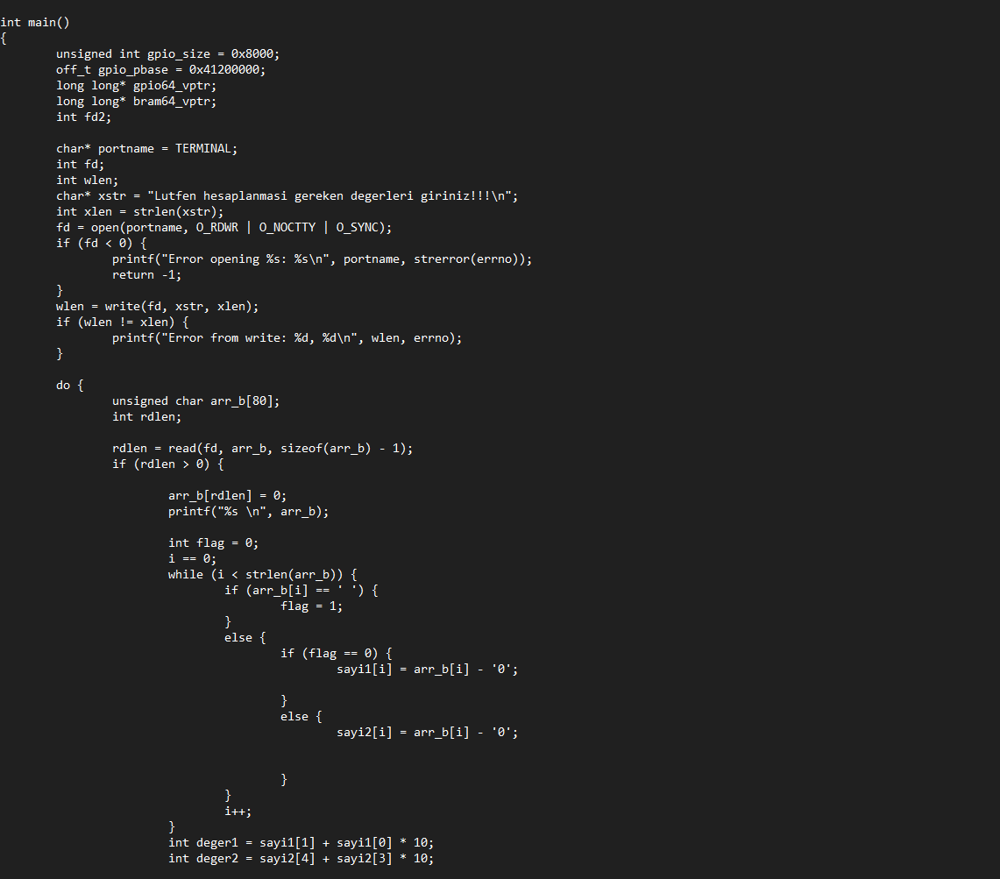 int main()
{
unsigned int gpio_size = 0x8000;
off_t gpio_pbase = 0x41200000;
long long* gpio64_vptr;
long long* bram64_vptr;
int fd2;
char* portname = TERMINAL;
int fd;
int wlen;
char* xstr = "Lutfen hesaplanmasi gereken degerleri giriniz!!!\n";
int xlen = strlen(xstr);
fd = open(portname, O_RDWR | O_NOCTTY | O_SYNC);
if (fd < 0) {
printf("Error opening %s: %s\n", portname, strerror(errno));
return -1;
}
wlen = write(fd, xstr, xlen);
if (wlen != xlen) {
printf("Error from write: %d, %d\n", wlen, errno);
}
do {
unsigned char arr_b[80];
int rdlen;
rdlen = read(fd, arr_b, sizeof(arr_b) - 1);
if (rdlen > 0) {
arr_b[rdlen] = 0;
printf("%s \n", arr_b);
int flag = 0;
i == 0;
while (i < strlen(arr_b)) {
if (arr_b[i] == ' ') {
flag = 1;
}
else {
if (flag == 0) {
sayi1[i] = arr_b[i] - '0';
}
else {
sayi2[i] = arr_b[i] - '0';
}
}
i++;
}
int deger1 = sayi1[1] + sayi1[0] * 10;
int deger2 = sayi2[4] + sayi2[3] * 10;